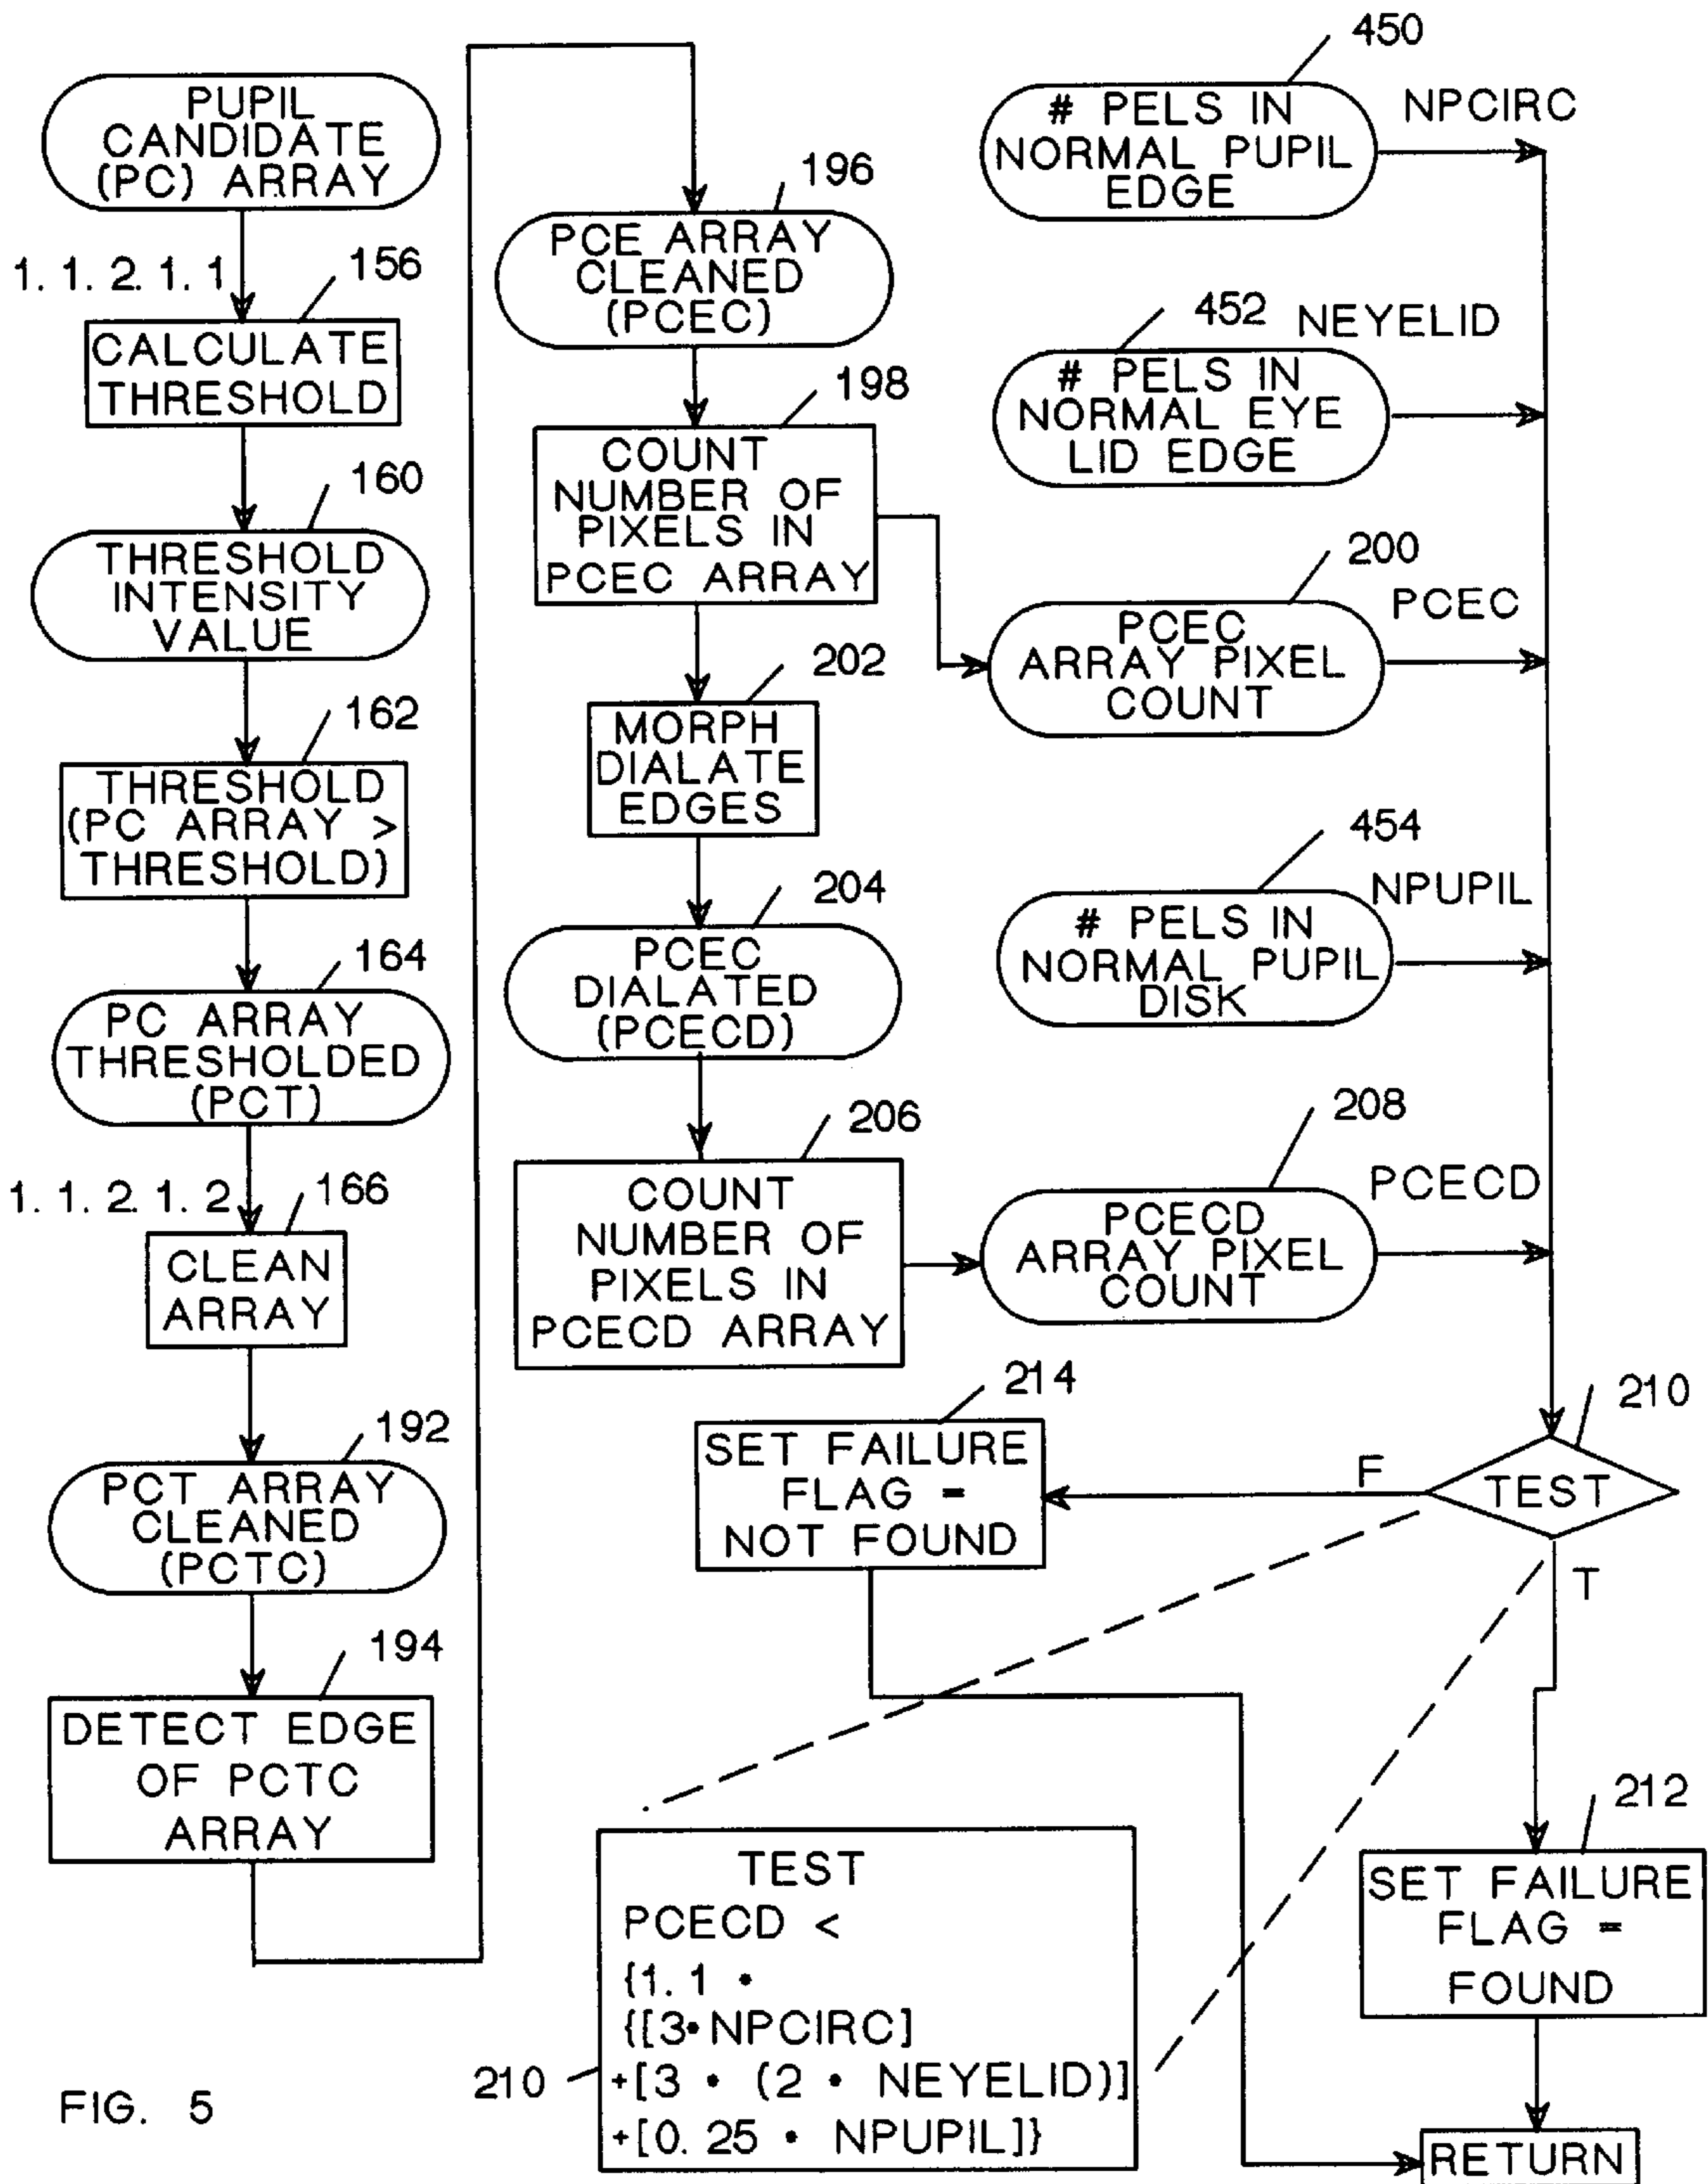 PUPIL
CANDIDATE
(PC) ARRAY
1. 1. 2. 1. 1
156
CALCULATE
THRESHOLD
160
THRESHOLD
INTENSITY
VALUE
162
THRESHOLD
(PC ARRAY >
THRESHOLD)
164
PC ARRAY
THRESHOLDED
(PCT)
1. 1. 2. 1. 2
166
CLEAN
ARRAY
192
PCT ARRAY
CLEANED
(PCTC)
194
DETECT EDGE
OF PCTC
ARRAY
196
PCE ARRAY
CLEANED
(PCEC)
198
COUNT
NUMBER OF
PIXELS IN
PCEC ARRAY
202
MORPH
DIALATE
EDGES
204
PCEC
DIALATED
(PCECD)
206
COUNT
NUMBER OF
PIXELS IN
PCECD ARRAY
450
# PELS IN
NORMAL PUPIL
EDGE
NPCIRC
452
NEYELID
# PELS IN
NORMAL EYE
LID EDGE
200
PCEC
PCEC
ARRAY PIXEL
COUNT
454
NPUPIL
# PELS IN
NORMAL PUPIL
DISK
208
PCECD
PCECD
ARRAY PIXEL
COUNT
210
TEST
F
T
214
SET FAILURE
FLAG =
NOT FOUND
212
SET FAILURE
FLAG =
FOUND
RETURN
TEST
PCECD <
{1. 1 •
{[3•NPCIRC]
+[3 • (2 • NEYELID)]
+[0. 25 • NPUPIL]}
210
FIG. 5